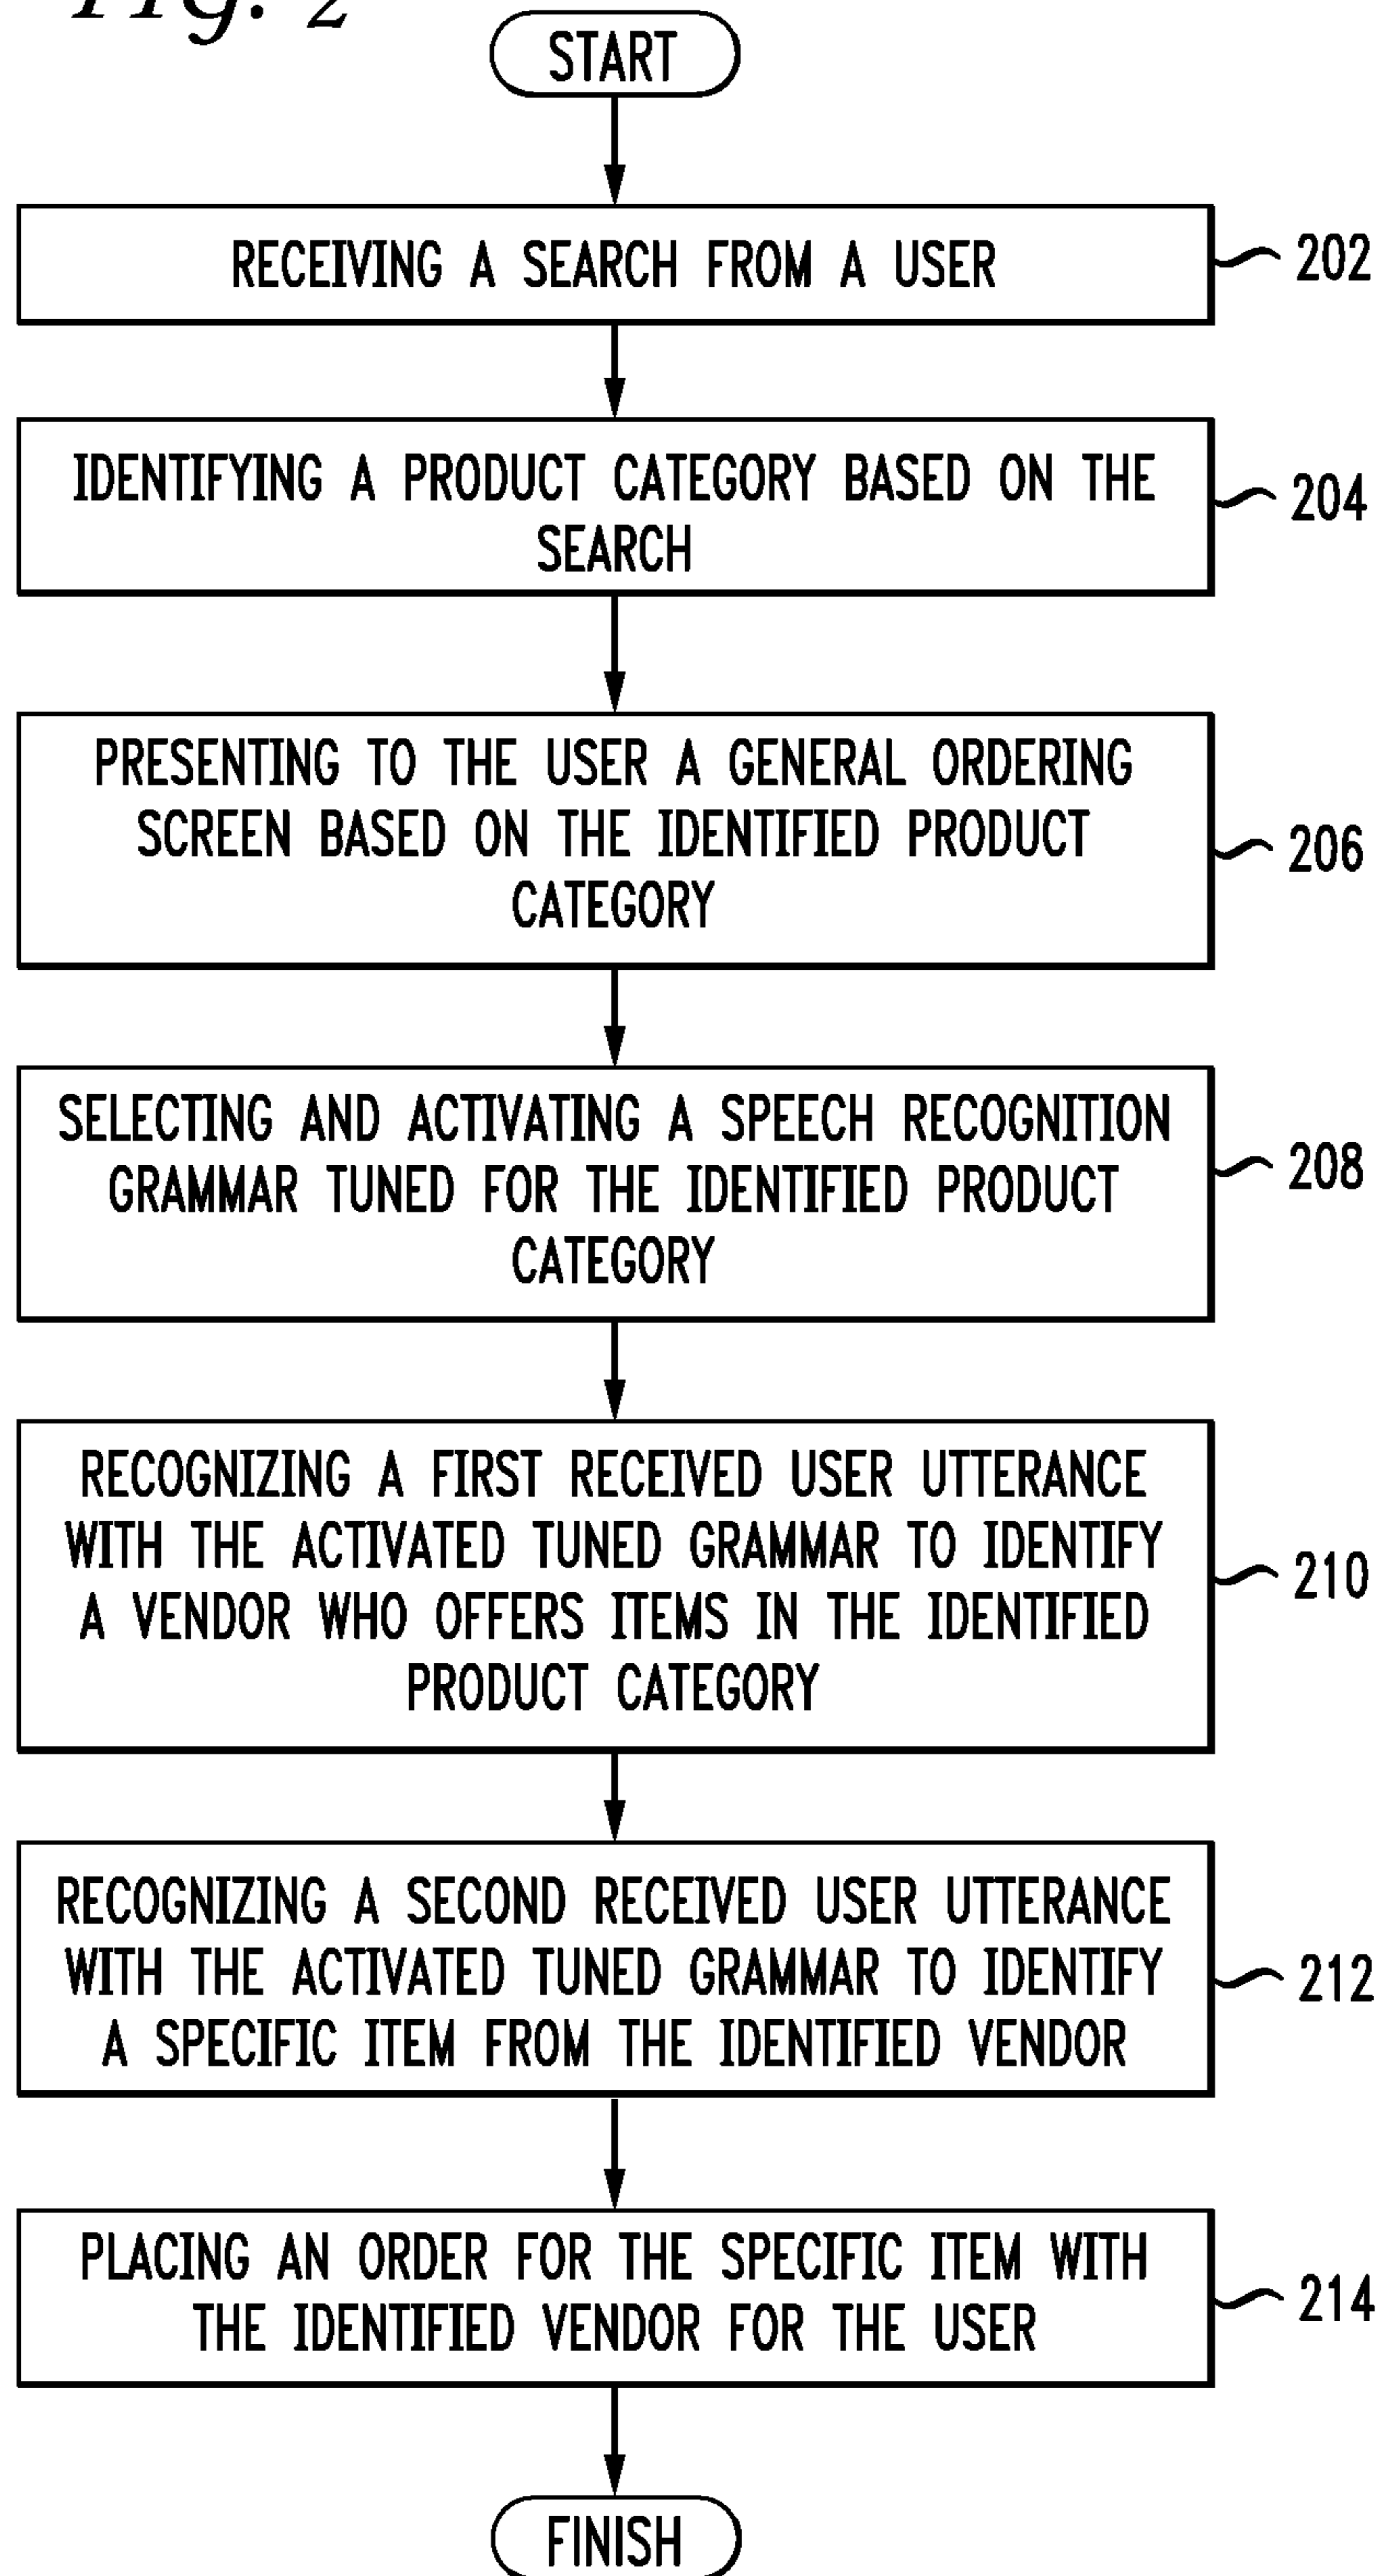 FIG. 2
START
RECEIVING A SEARCH FROM A USER
202
IDENTIFYING A PRODUCT CATEGORY BASED ON THE
SEARCH
204
PRESENTING TO THE USER A GENERAL ORDERING
SCREEN BASED ON THE IDENTIFIED PRODUCT
CATEGORY
206
SELECTING AND ACTIVATING A SPEECH RECOGNITION
GRAMMAR TUNED FOR THE IDENTIFIED PRODUCT
CATEGORY
208
RECOGNIZING A FIRST RECEIVED USER UTTERANCE
WITH THE ACTIVATED TUNED GRAMMAR TO IDENTIFY
A VENDOR WHO OFFERS ITEMS IN THE IDENTIFIED
PRODUCT CATEGORY
210
RECOGNIZING A SECOND RECEIVED USER UTTERANCE
WITH THE ACTIVATED TUNED GRAMMAR TO IDENTIFY
A SPECIFIC ITEM FROM THE IDENTIFIED VENDOR
212
PLACING AN ORDER FOR THE SPECIFIC ITEM WITH
THE IDENTIFIED VENDOR FOR THE USER
214
FINISH